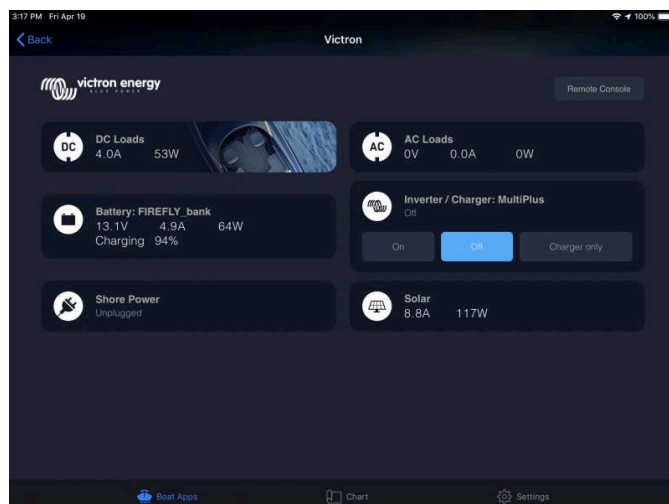 3:17 PM Fri Apr 19
100%
Back
Victron
victron energy
BLUE POWER
Remote Console
DC
DC Loads
4.0A 53W
AC
AC Loads
0V 0.0A 0W
Battery: FIREFLY_bank
13.1V 4.9A 64W
Charging 94%
Inverter / Charger: MultiPlus
Off
On Off Charger only
Shore Power
Unplugged
Solar
8.8A 117W
Boat Apps Chart Settings